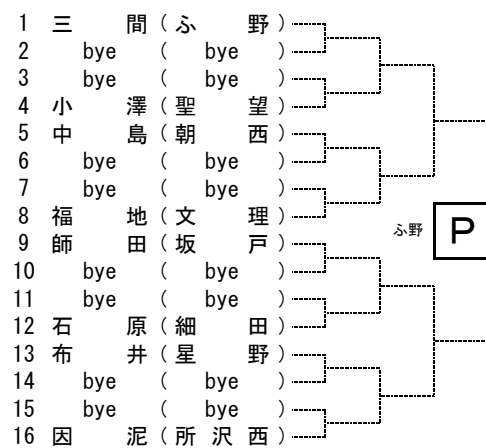 1 三 間 ( ふ 野 )
2 bye ( bye )
3 bye ( bye )
4 小 澤 ( 聖 望 )
5 中 島 ( 朝 西 )
6 bye ( bye )
7 bye ( bye )
8 福 地 ( 文 理 )
ふ野 P
9 師 田 ( 坂 戸 )
10 bye ( bye )
11 bye ( bye )
12 石 原 ( 細 田 )
13 布 井 ( 星 野 )
14 bye ( bye )
15 bye ( bye )
16 因 泥 ( 所 沢 西 )